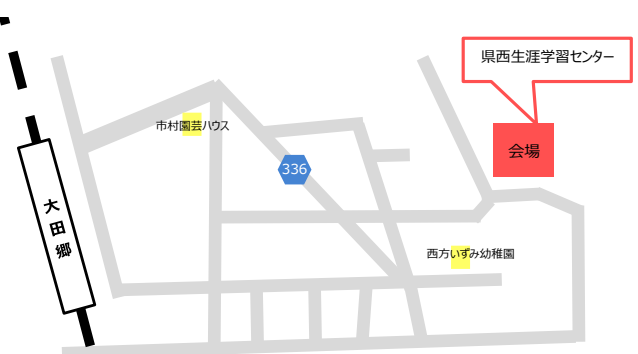 県西生涯学習センター
市村園芸ハウス
会場
336
大田郷
西方いずみ幼稚園